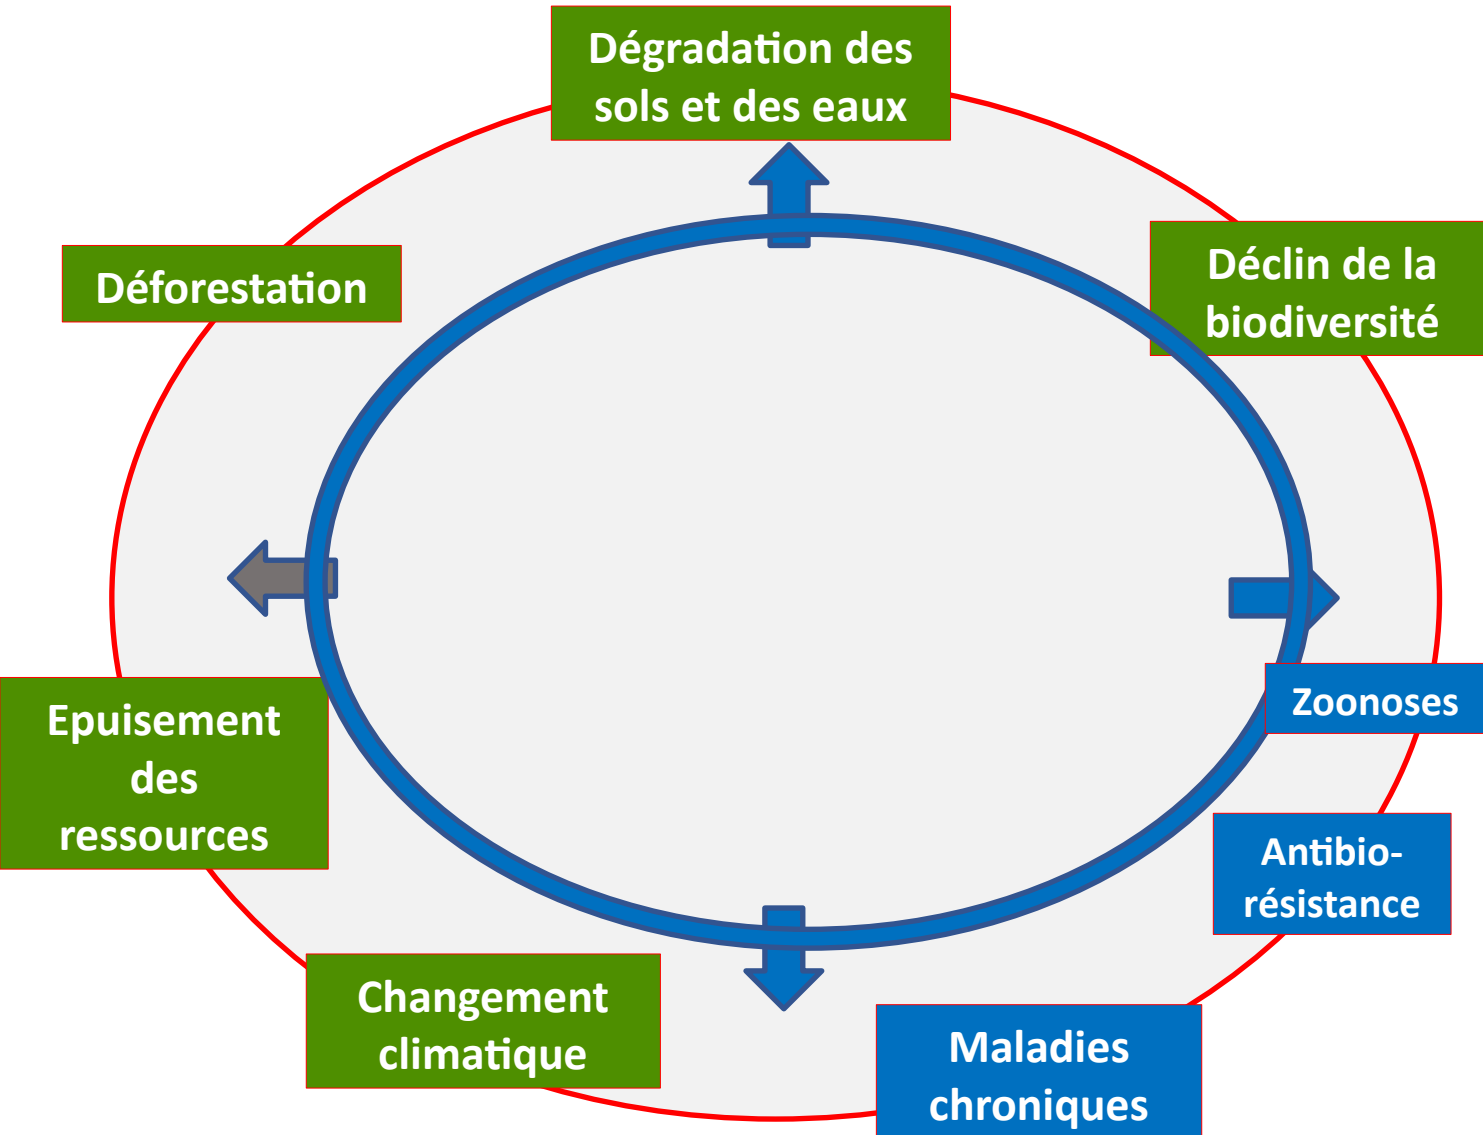 Dégradation des
sols et des eaux
Déforestation
Déclin de la
biodiversité
Epuisement
des
ressources
Zoonoses
Antibio-
résistance
Changement
climatique
Maladies
chroniques